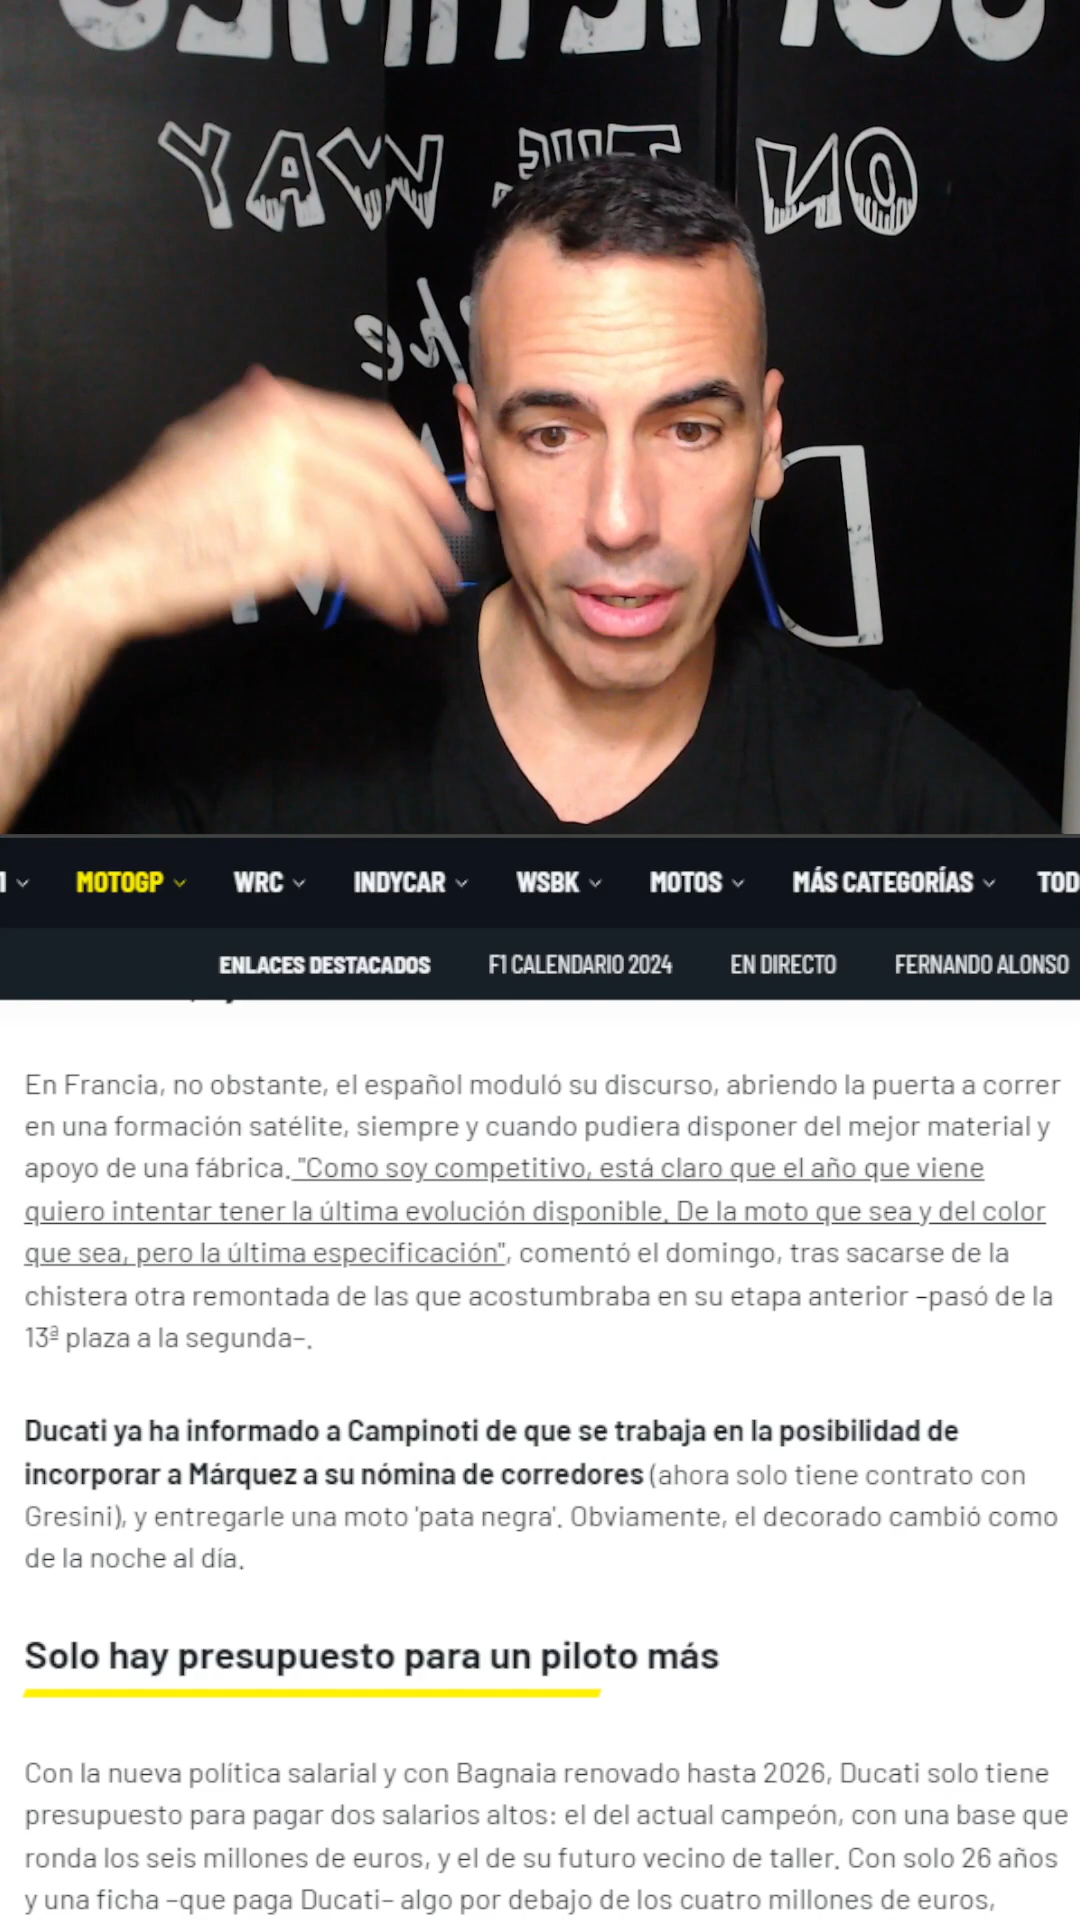 ON THE WAY
the
D
MOTOGP WRC INDYCAR WSBK MOTOS MÁS CATEGORÍAS TOD
ENLACES DESTACADOS F1 CALENDARIO 2024 EN DIRECTO FERNANDO ALONSO
En Francia, no obstante, el español moduló su discurso, abriendo la puerta a correr
en una formación satélite, siempre y cuando pudiera disponer del mejor material y
apoyo de una fábrica. "Como soy competitivo, está claro que el año que viene
quiero intentar tener la última evolución disponible. De la moto que sea y del color
que sea, pero la última especificación", comentó el domingo, tras sacarse de la
chistera otra remontada de las que acostumbraba en su etapa anterior –pasó de la
13ª plaza a la segunda–.
Ducati ya ha informado a Campinoti de que se trabaja en la posibilidad de
incorporar a Márquez a su nómina de corredores (ahora solo tiene contrato con
Gresini), y entregarle una moto 'pata negra'. Obviamente, el decorado cambió como
de la noche al día.
Solo hay presupuesto para un piloto más
Con la nueva política salarial y con Bagnaia renovado hasta 2026, Ducati solo tiene
presupuesto para pagar dos salarios altos: el del actual campeón, con una base que
ronda los seis millones de euros, y el de su futuro vecino de taller. Con solo 26 años
y una ficha –que paga Ducati– algo por debajo de los cuatro millones de euros,